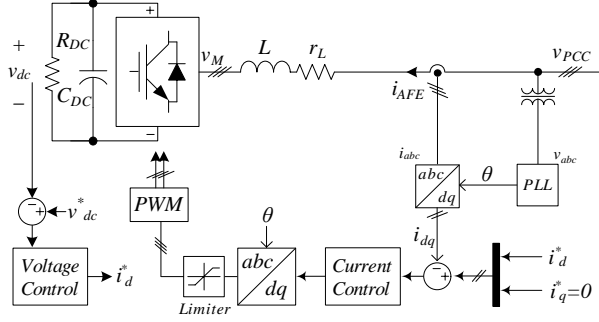 +
R_DC
v_dc
C_DC
−
+
−
v_M
L
r_L
i_AFE
v_PCC
i_abc
v_abc
abc
dq
θ
PLL
PWM
− +
v*_dc
θ
i_dq
Voltage
Control
i*_d
Limiter
abc
dq
Current
Control
− +
i*_d
i*_q=0